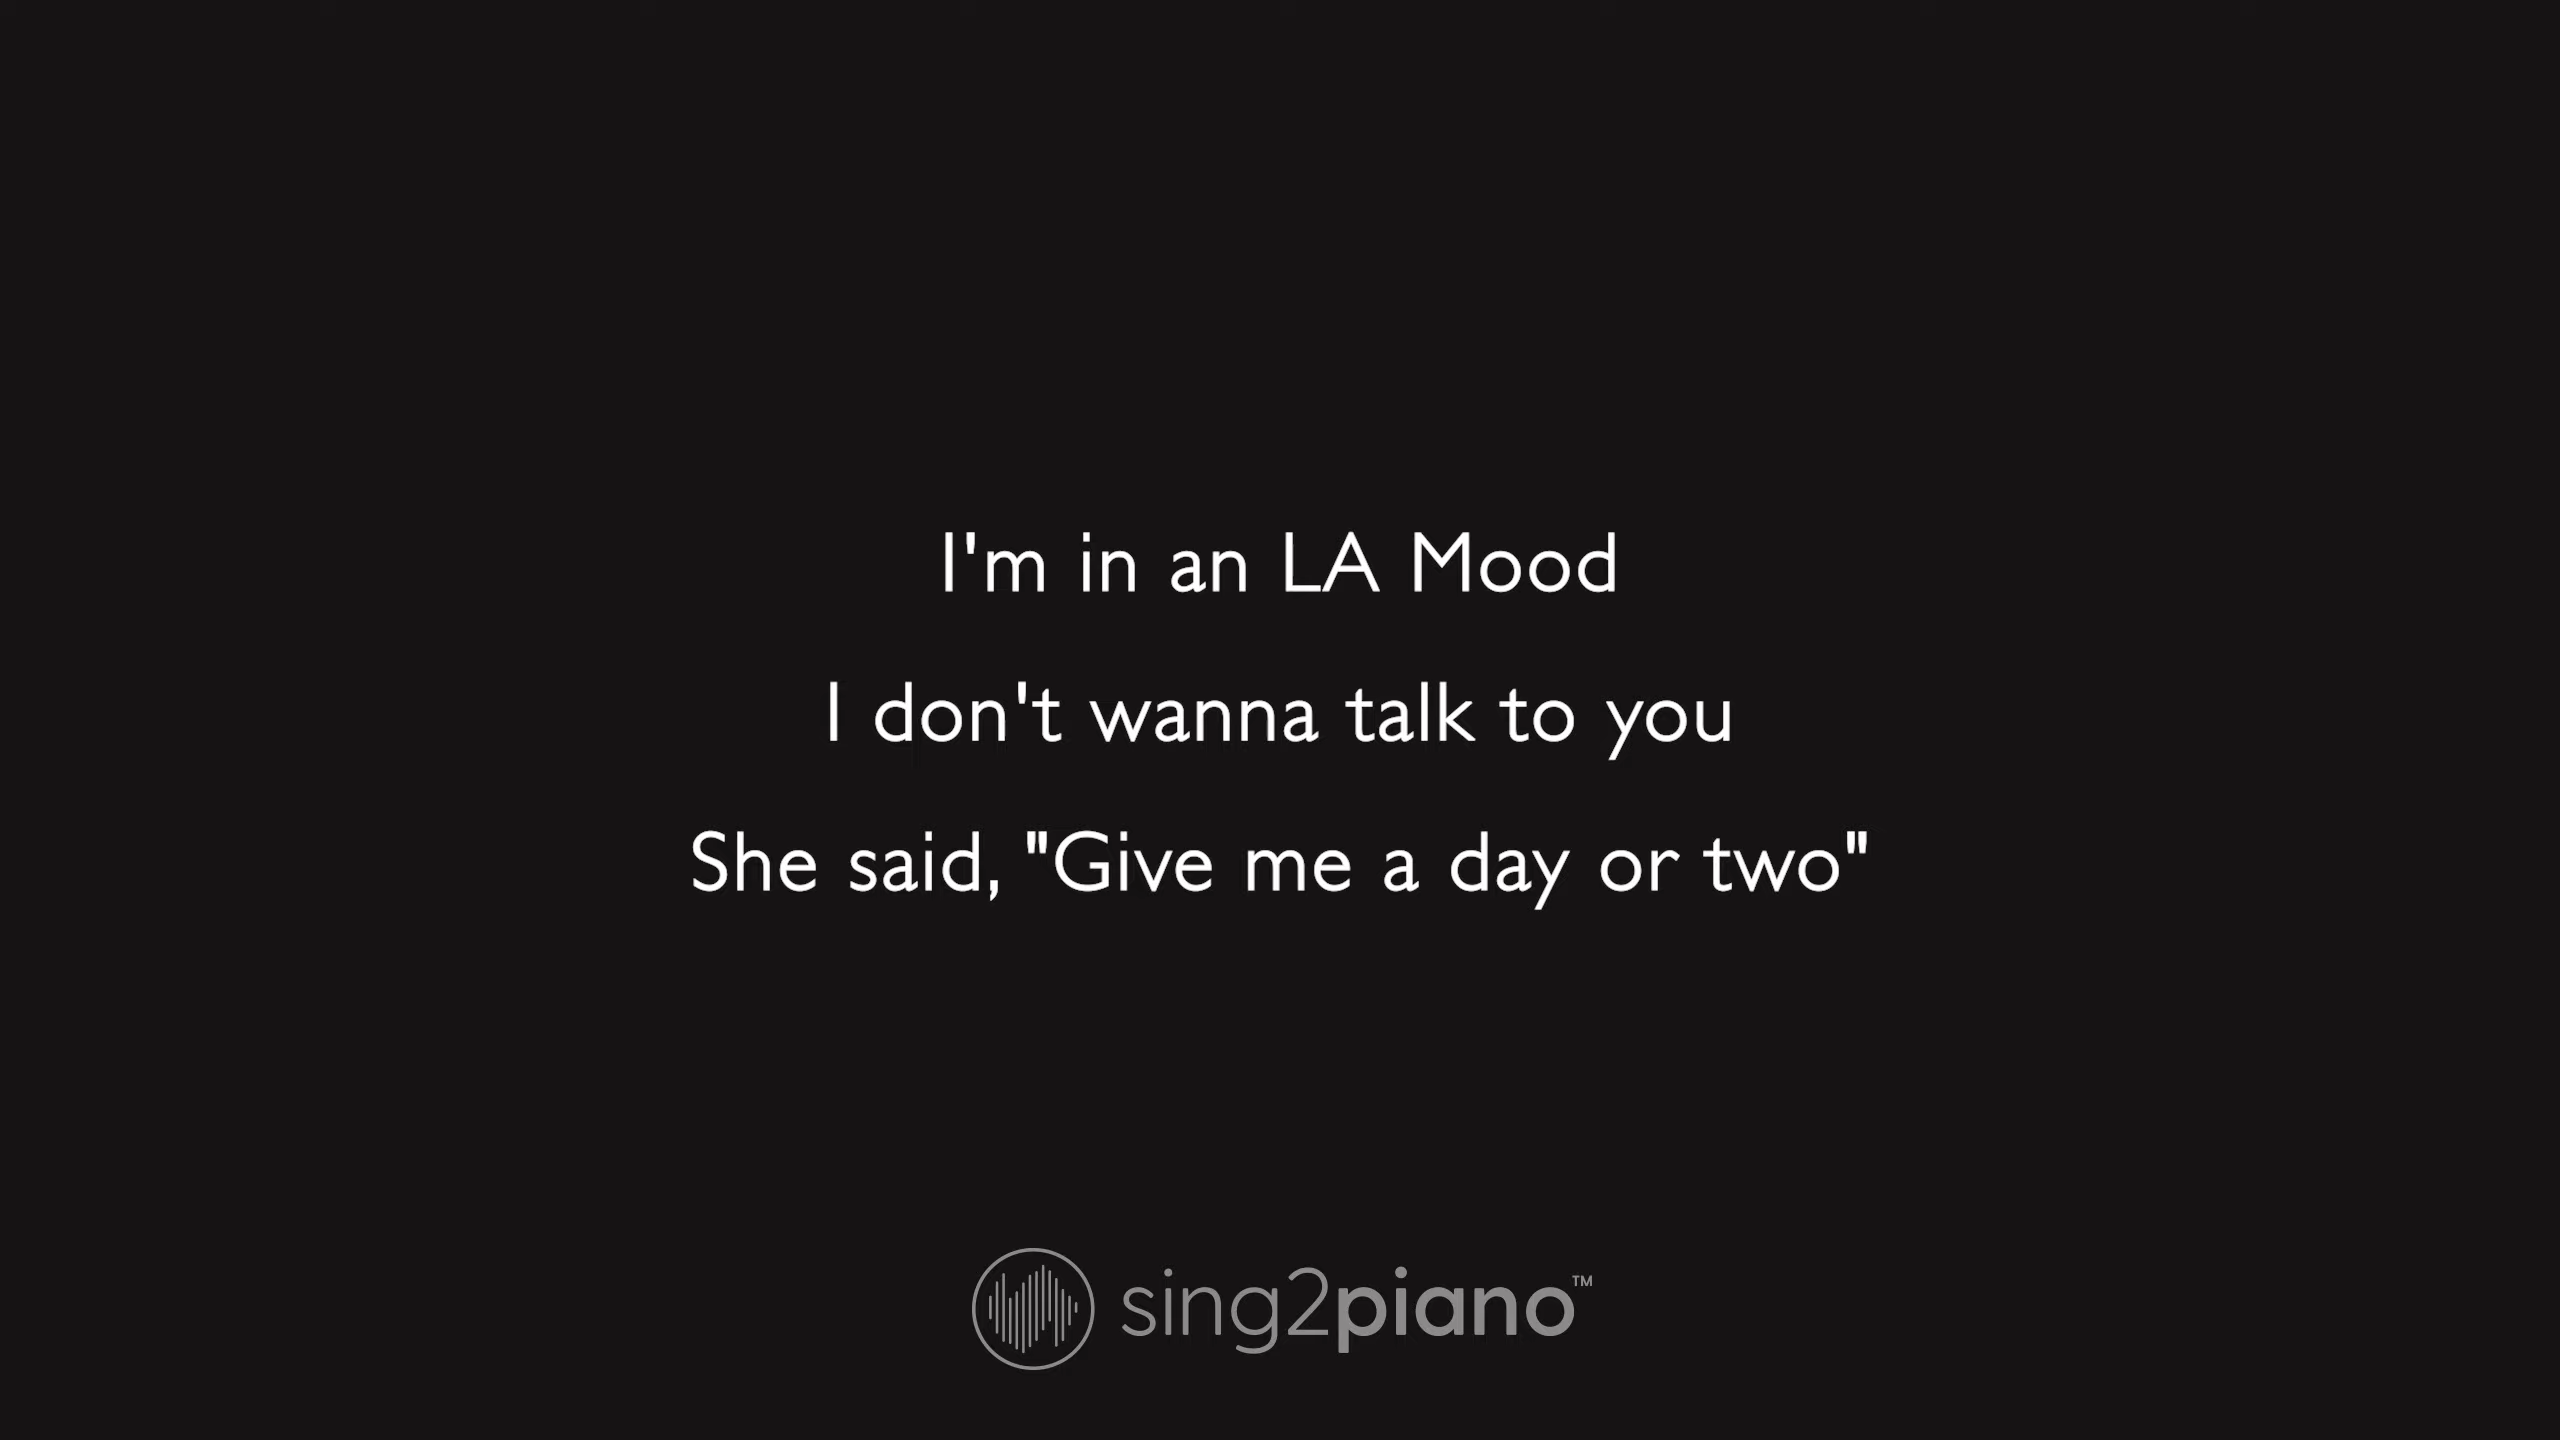 I'm in an LA Mood
I don't wanna talk to you
She said, "Give me a day or two"
sing2piano™